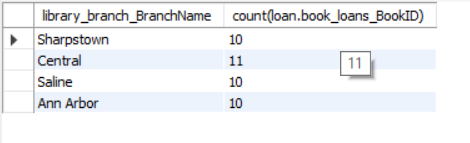 library_branch_BranchName count(loan.book_loans_BookID)
Sharpstown 10
Central 11
11
Saline 10
Ann Arbor 10